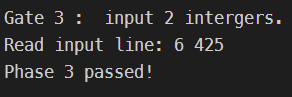 Gate 3 :  input 2 intergers.
Read input line: 6 425
Phase 3 passed!